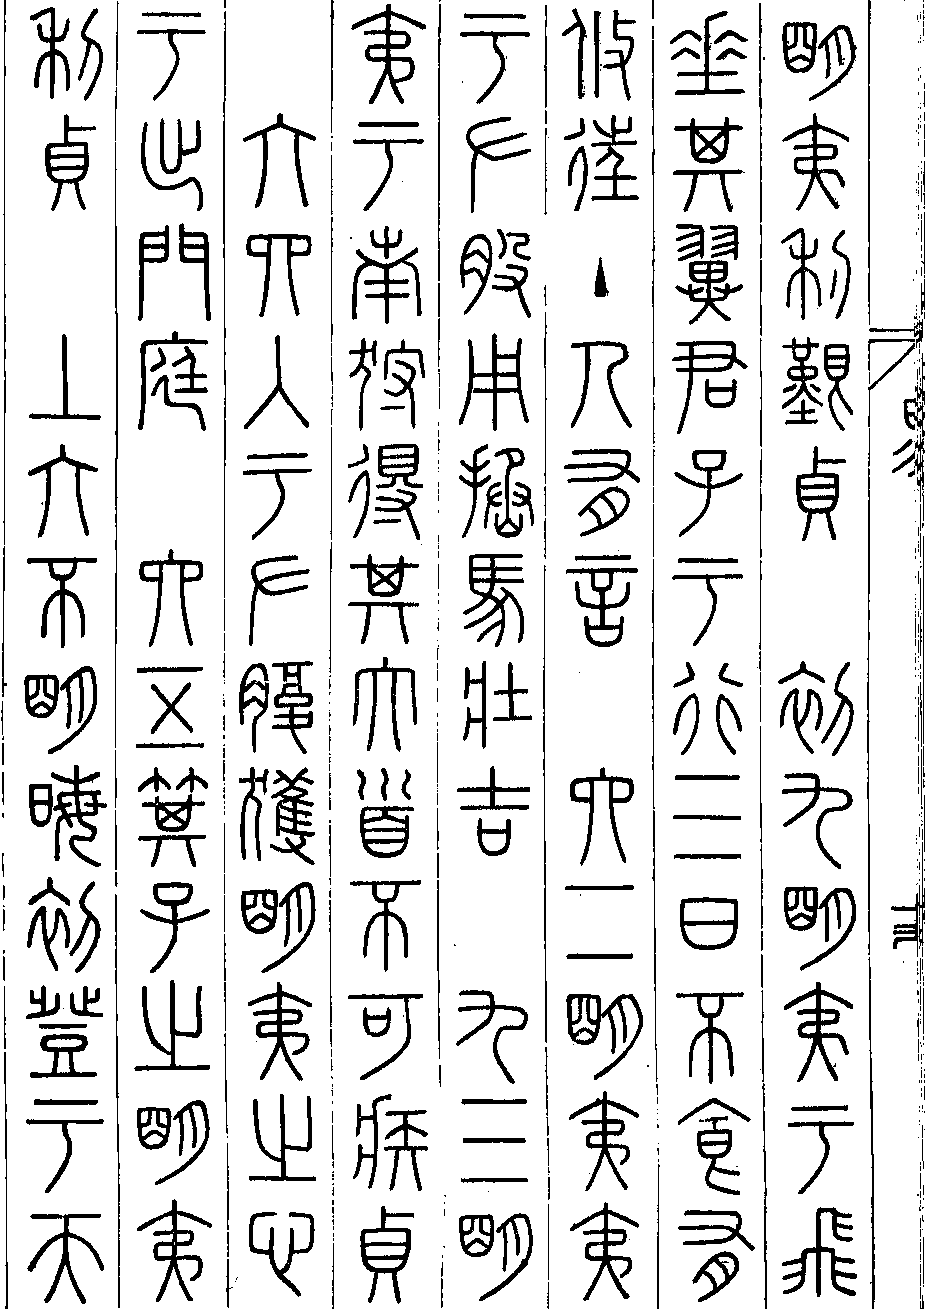 明夷利艱貞　初九明夷于飛
垂其翼君子于行三日不食有
攸往主人有言　六二明夷夷
于左股用拯馬壯吉　九三明
夷于南狩得其大首不可疾貞
六四入于左腹獲明夷之心
于出門庭　六五箕子之明夷
利貞　上六不明晦初登于天